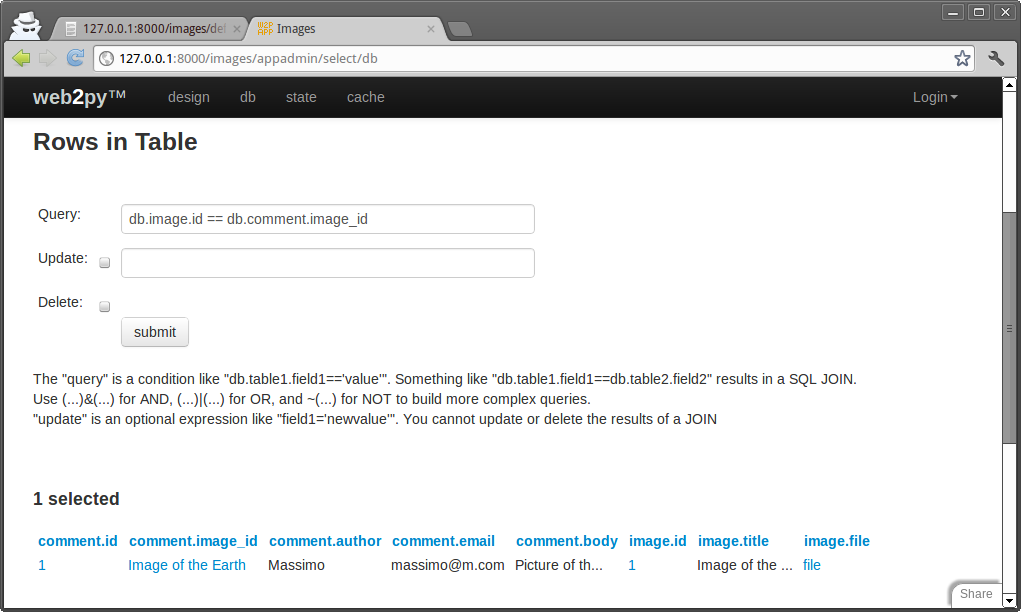 127.0.0.1:8000/images/def
Images
127.0.0.1:8000/images/appadmin/select/db
web2py™ design db state cache Login
Rows in Table
Query: db.image.id == db.comment.image_id
Update:
Delete:
submit
The "query" is a condition like "db.table1.field1=='value'". Something like "db.table1.field1==db.table2.field2" results in a SQL JOIN.
Use (...)&(...) for AND, (...)|(...) for OR, and ~(...) for NOT to build more complex queries.
"update" is an optional expression like "field1='newvalue'". You cannot update or delete the results of a JOIN
1 selected
comment.id comment.image_id comment.author comment.email comment.body image.id image.title image.file
1 Image of the Earth Massimo massimo@m.com Picture of th... 1 Image of the ... file
Share